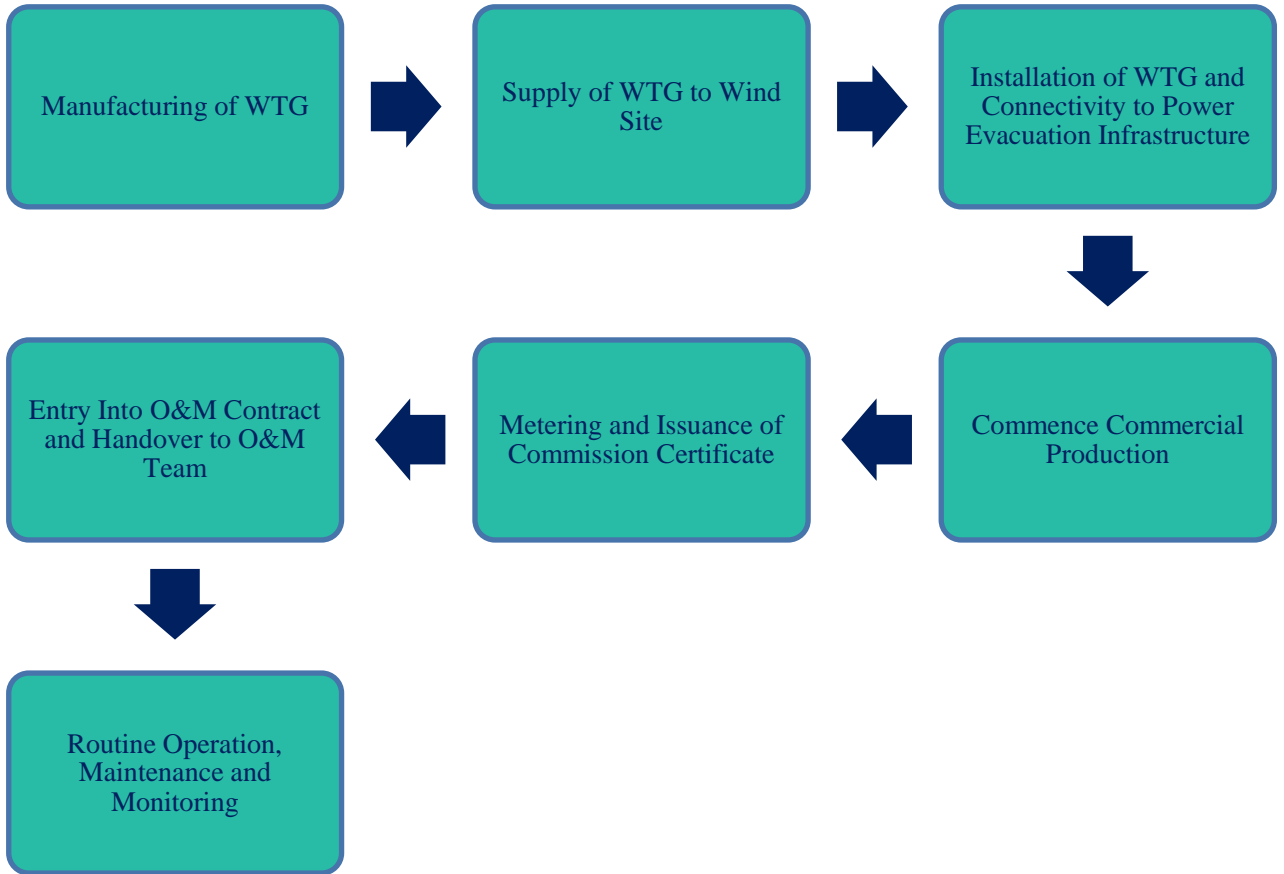 Manufacturing of WTG
Supply of WTG to Wind
Site
Installation of WTG and
Connectivity to Power
Evacuation Infrastructure
Commence Commercial
Production
Metering and Issuance of
Commission Certificate
Entry Into O&M Contract
and Handover to O&M
Team
Routine Operation,
Maintenance and
Monitoring